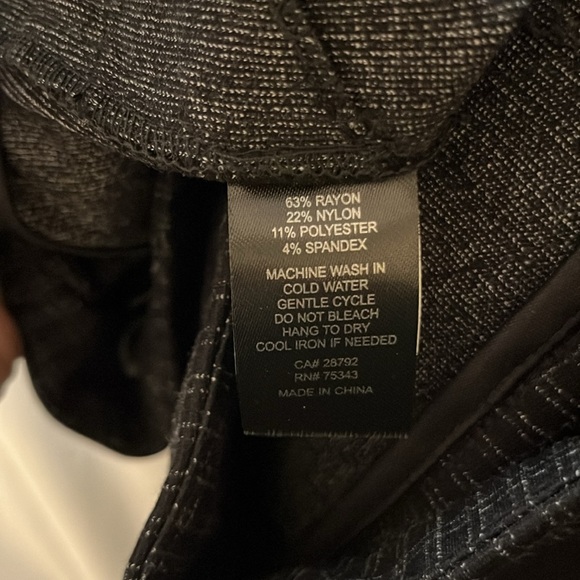 63% RAYON
22% NYLON
11% POLYESTER
4% SPANDEX
MACHINE WASH IN
COLD WATER
GENTLE CYCLE
DO NOT BLEACH
HANG TO DRY
COOL IRON IF NEEDED
CA# 28792
RN# 75343
MADE IN CHINA